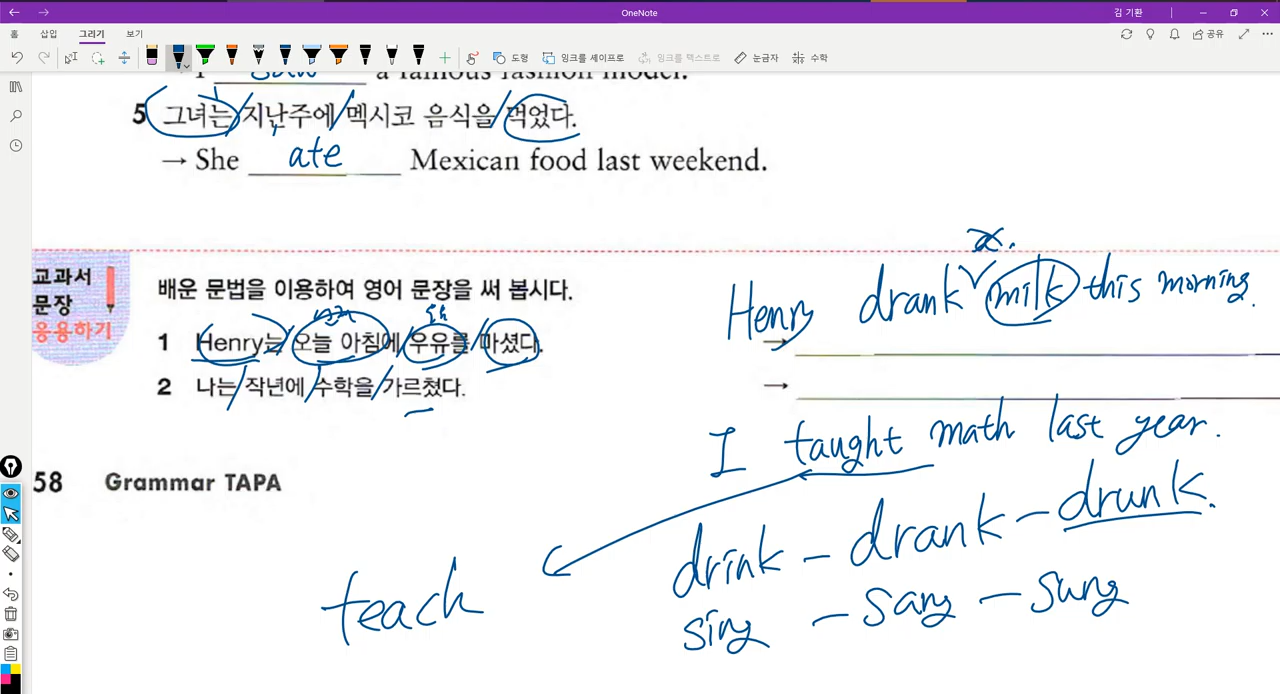 OneNote
김 기환
홈 삽입 그리기 보기
공유
도형 잉크를 셰이프로 잉크를 텍스트로 눈금자 수학
a famous fashion model.
5 그녀는/지난주에/멕시코 음식을/먹었다.
→ She ate Mexican food last weekend.
교과서
문장
응용하기
배운 문법을 이용하여 영어 문장을 써 봅시다.
x.
Henry drank milk this morning.
1 Henry는/오늘 아침에/우유를/마셨다.
→
2 나는/작년에/수학을/가르쳤다.
→
I taught math last year.
58 Grammar TAPA
drink - drank - drunk.
teach
sing - sang - sung